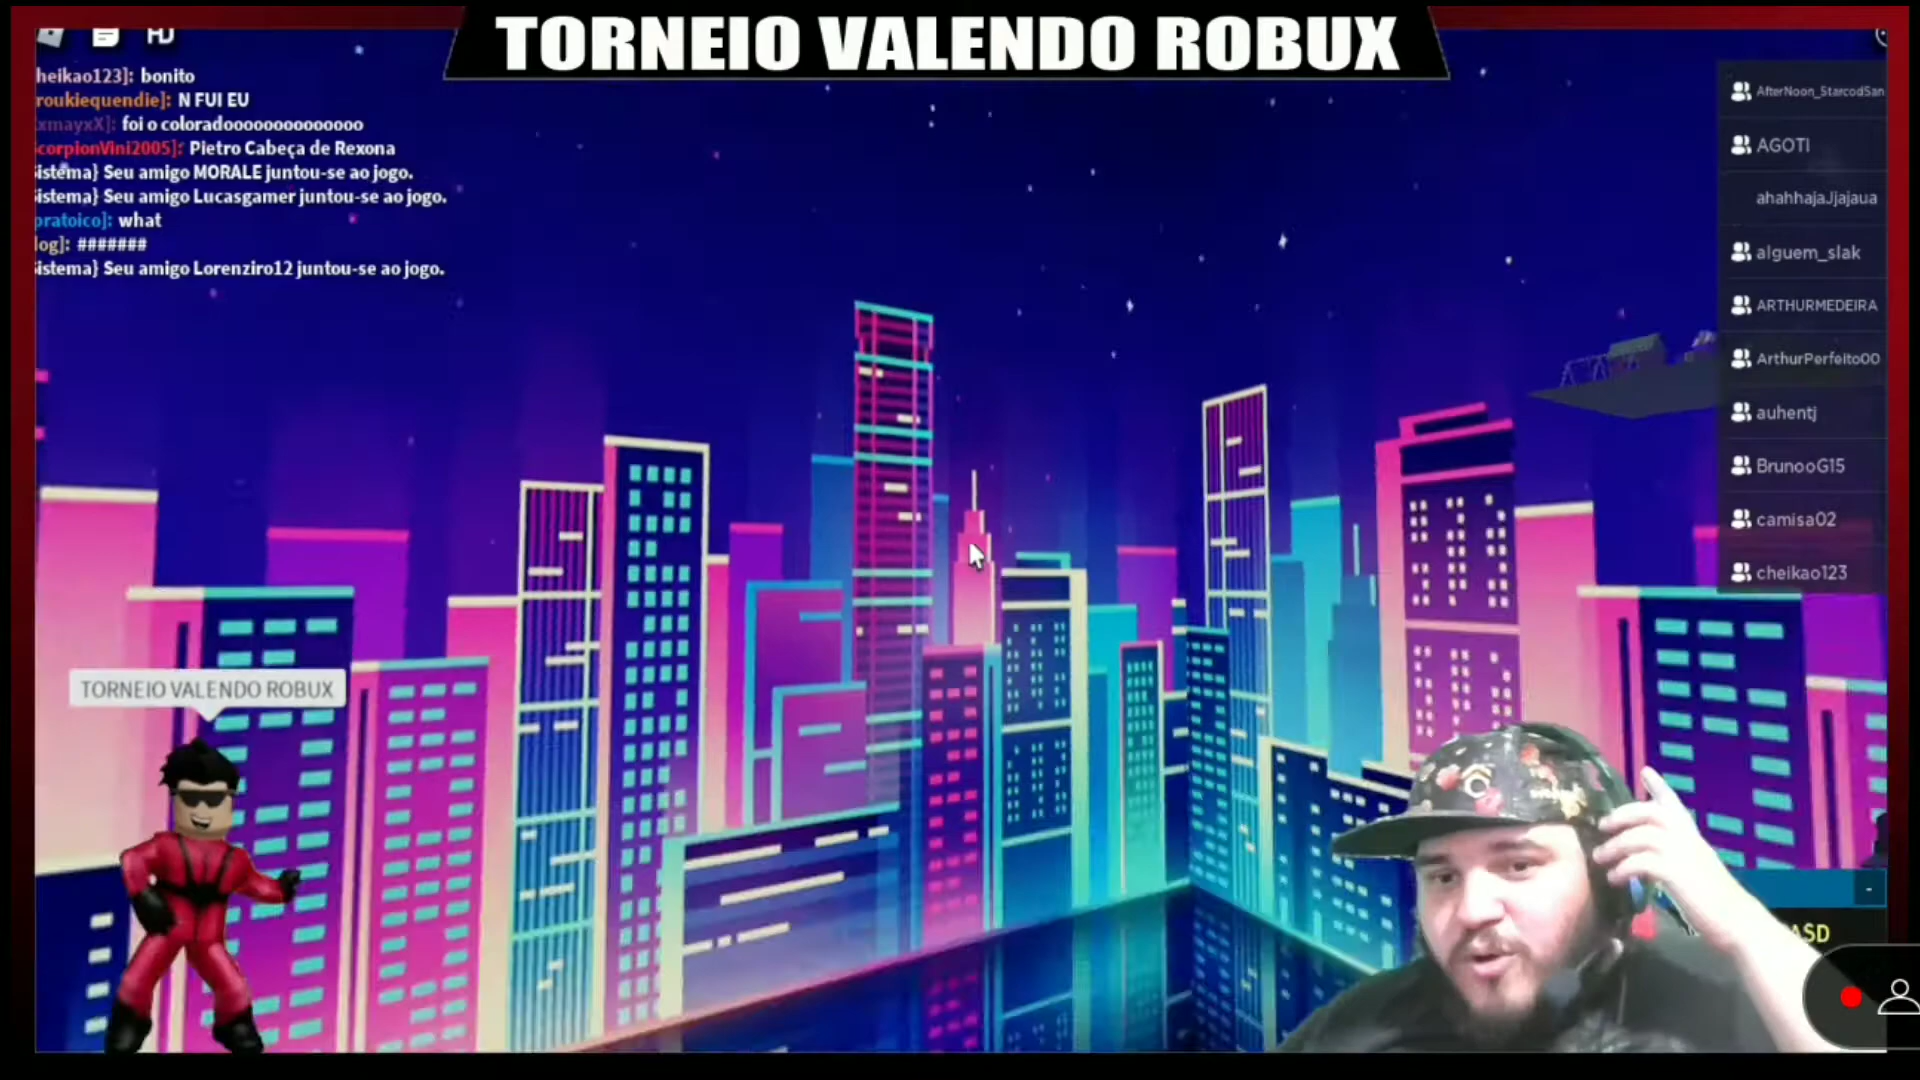 TORNEIO VALENDO ROBUX
HD
heikao123]: bonito
roukiequendie]: N FUI EU
xmayxX]: foi o coloradoooooooooooooo
corpionVini2005]: Pietro Cabeça de Rexona
istema} Seu amigo MORALE juntou-se ao jogo.
istema} Seu amigo Lucasgamer juntou-se ao jogo.
pratoico]: what
log]: #######
istema} Seu amigo Lorenziro12 juntou-se ao jogo.
AfterNoon_StarcodSan
AGOTI
ahahhajaJjajaua
alguem_slak
ARTHURMEDEIRA
ArthurPerfeito00
auhentj
BrunooG15
camisa02
cheikao123
TORNEIO VALENDO ROBUX
ASD